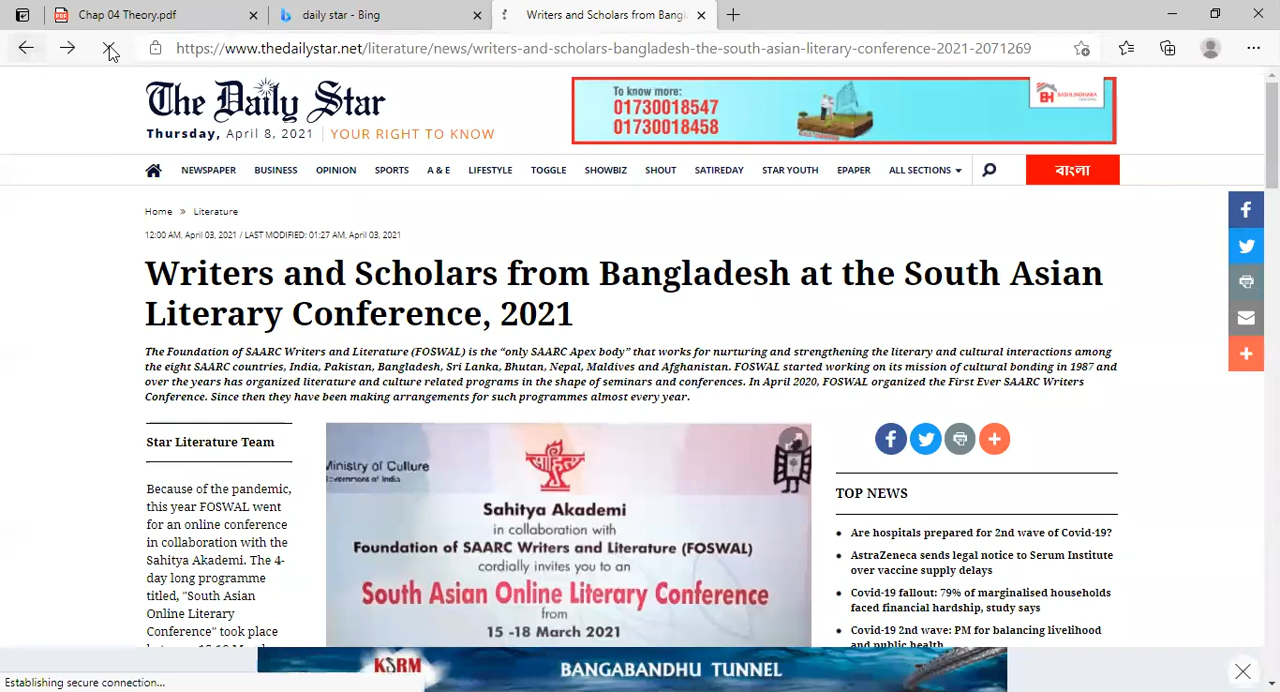 Chap 04 Theory.pdf
daily star - Bing
Writers and Scholars from Bangl
https://www.thedailystar.net/literature/news/writers-and-scholars-bangladesh-the-south-asian-literary-conference-2021-2071269
The Daily Star
Thursday, April 8, 2021 | YOUR RIGHT TO KNOW
To know more:
01730018547
01730018458
BH
NEWSPAPER BUSINESS OPINION SPORTS A & E LIFESTYLE TOGGLE SHOWBIZ SHOUT SATIREDAY STAR YOUTH EPAPER ALL SECTIONS
বাংলা
Home » Literature
12:00 AM, April 03, 2021 / LAST MODIFIED: 01:27 AM, April 03, 2021
Writers and Scholars from Bangladesh at the South Asian
Literary Conference, 2021
The Foundation of SAARC Writers and Literature (FOSWAL) is the “only SAARC Apex body” that works for nurturing and strengthening the literary and cultural interactions among
the eight SAARC countries, India, Pakistan, Bangladesh, Sri Lanka, Bhutan, Nepal, Maldives and Afghanistan. FOSWAL started working on its mission of cultural bonding in 1987 and
over the years has organized literature and culture related programs in the shape of seminars and conferences. In April 2020, FOSWAL organized the First Ever SAARC Writers
Conference. Since then they have been making arrangements for such programmes almost every year.
Star Literature Team
Because of the pandemic,
this year FOSWAL went
for an online conference
in collaboration with the
Sahitya Akademi. The 4-
day long programme
titled, "South Asian
Online Literary
Conference" took place
Ministry of Culture
Government of India
Sahitya Akademi
in collaboration with
Foundation of SAARC Writers and Literature (FOSWAL)
cordially invites you to an
South Asian Online Literary Conference
from
15 -18 March 2021
TOP NEWS
Are hospitals prepared for 2nd wave of Covid-19?
AstraZeneca sends legal notice to Serum Institute
over vaccine supply delays
Covid-19 fallout: 79% of marginalised households
faced financial hardship, study says
Covid-19 2nd wave: PM for balancing livelihood
and public health
KSRM
BANGABANDHU TUNNEL
Establishing secure connection...